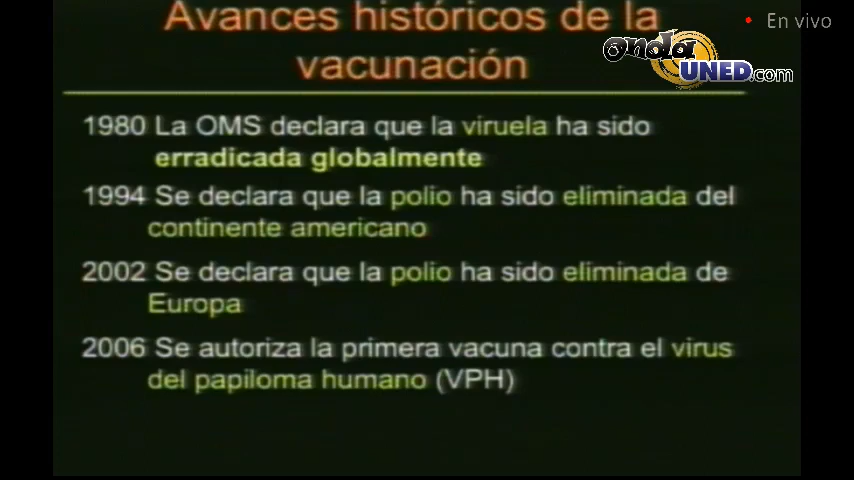 Avances históricos de la
vacunación
onda
UNED.com
• En vivo
1980 La OMS declara que la viruela ha sido
erradicada globalmente
1994 Se declara que la polio ha sido eliminada del
continente americano
2002 Se declara que la polio ha sido eliminada de
Europa
2006 Se autoriza la primera vacuna contra el virus
del papiloma humano (VPH)